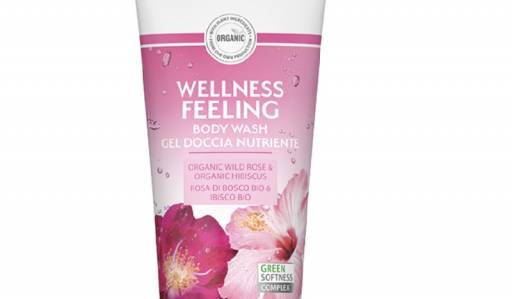 ORGANIC
WELLNESS
FEELING
BODY WASH
GEL DOCCIA NUTRIENTE
ORGANIC WILD ROSE &
ORGANIC HIBISCUS
ROSA DI BOSCO BIO &
IBISCO BIO
GREEN
SOFTNESS
COMPLEX